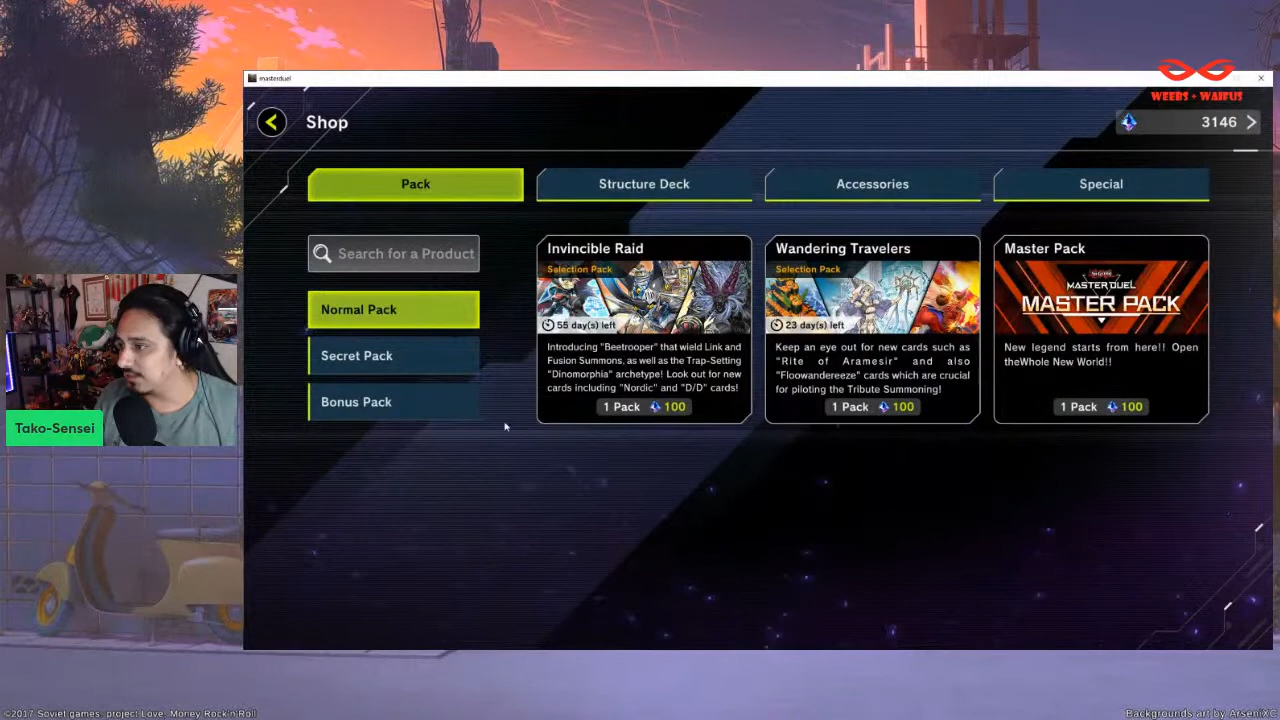 masterduel
WEEBS + WAIFUS
Shop
3146
Pack
Structure Deck
Accessories
Special
Search for a Product
Normal Pack
Secret Pack
Bonus Pack
Invincible Raid
Selection Pack
55 day(s) left
Introducing "Beetrooper" that wield Link and
Fusion Summons, as well as the Trap-Setting
"Dinomorphia" archetype! Look out for new
cards including "Nordic" and "D/D" cards!
1 Pack 100
Wandering Travelers
Selection Pack
23 day(s) left
Keep an eye out for new cards such as
"Rite of Aramesir" and also
"Floowandereeze" cards which are crucial
for piloting the Tribute Summoning!
1 Pack 100
Master Pack
MASTER DUEL
MASTER PACK
New legend starts from here!! Open
theWhole New World!!
1 Pack 100
Tako-Sensei
©2017 Soviet games, project Love, Money Rock'n'Roll
Backgrounds art by ArseniXC